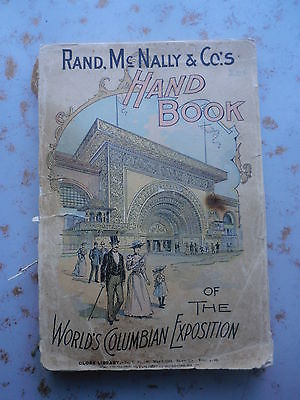 RAND, McNALLY & CO.'S
HAND
BOOK
OF
THE
WORLD'S COLUMBIAN EXPOSITION
GLOBE LIBRARY